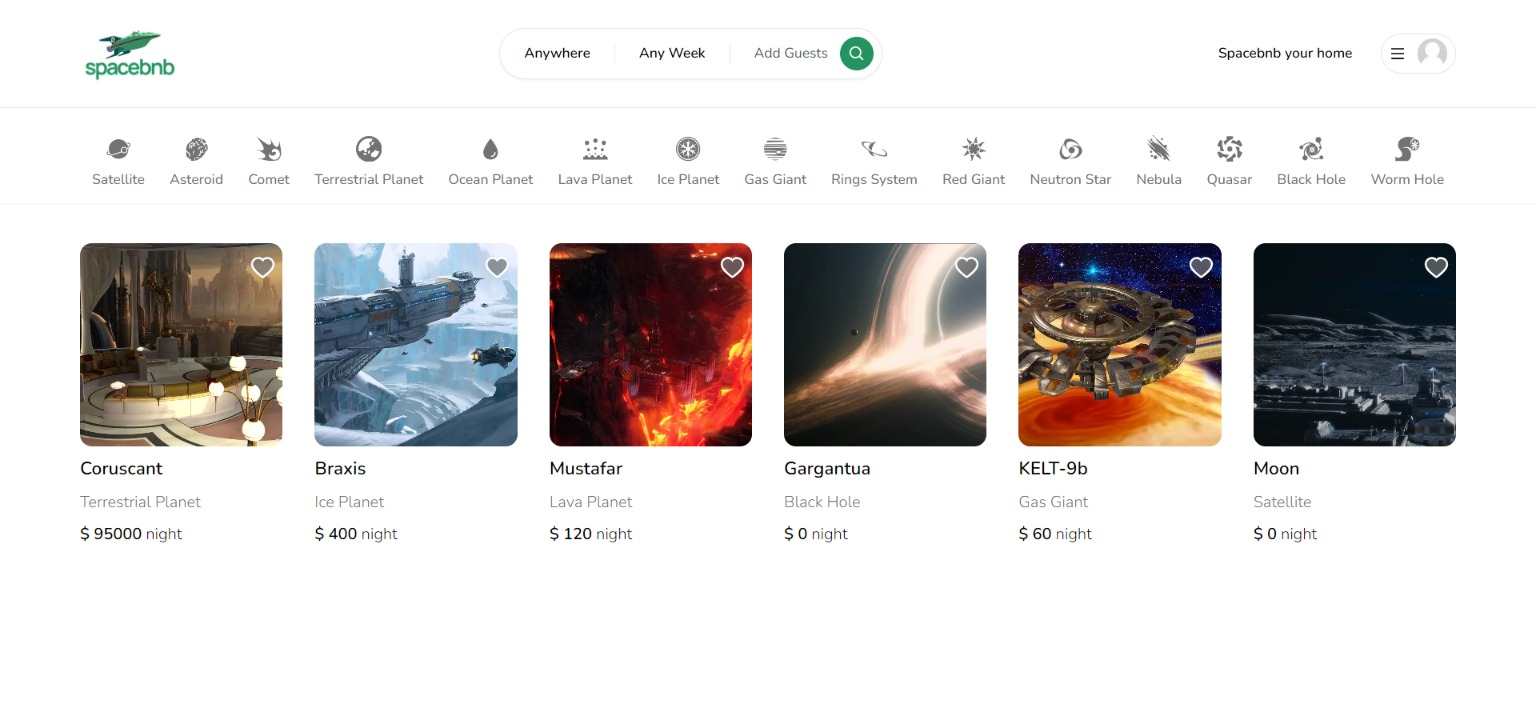 spacebnb
Anywhere Any Week Add Guests
Spacebnb your home
Satellite Asteroid Comet Terrestrial Planet Ocean Planet Lava Planet Ice Planet Gas Giant Rings System Red Giant Neutron Star Nebula Quasar Black Hole Worm Hole
Coruscant
Terrestrial Planet
$ 95000 night
Braxis
Ice Planet
$ 400 night
Mustafar
Lava Planet
$ 120 night
Gargantua
Black Hole
$ 0 night
KELT-9b
Gas Giant
$ 60 night
Moon
Satellite
$ 0 night